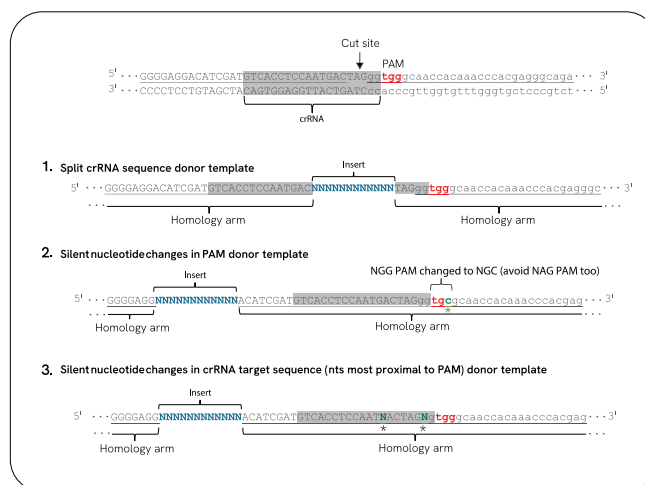 Cut site
PAM
5' ··· GGGGAGGACATCGATGTCACCTCCAATGACTAGggtgggcaaccacaaacccacgagggcaga ··· 3'
3' ··· CCCCTCCTGTAGCTACAGTGGAGGTTACTGATCccacccgttggtgtttgggtgctcccgtct ··· 5'
crRNA
1. Split crRNA sequence donor template
Insert
5' ··· GGGGAGGACATCGATGTCACCTCCAATGACNNNNNNNNNNNNTAGggtgggcaaccacaaacccacgagggc ··· 3'
··· Homology arm Homology arm ···
2. Silent nucleotide changes in PAM donor template
Insert
NGG PAM changed to NGC (avoid NAG PAM too)
5' ··· GGGGAGGNNNNNNNNNNNNACATCGATGTCACCTCCAATGACTAGggtgcgcaaccacaaacccacgag ··· 3'
*
··· Homology arm Homology arm ···
3. Silent nucleotide changes in crRNA target sequence (nts most proximal to PAM) donor template
Insert
5' ··· GGGGAGGNNNNNNNNNNNNACATCGATGTCACCTCCAATNACTAGNgtgggcaaccacaaacccacgag ··· 3'
* *
··· Homology arm Homology arm ···